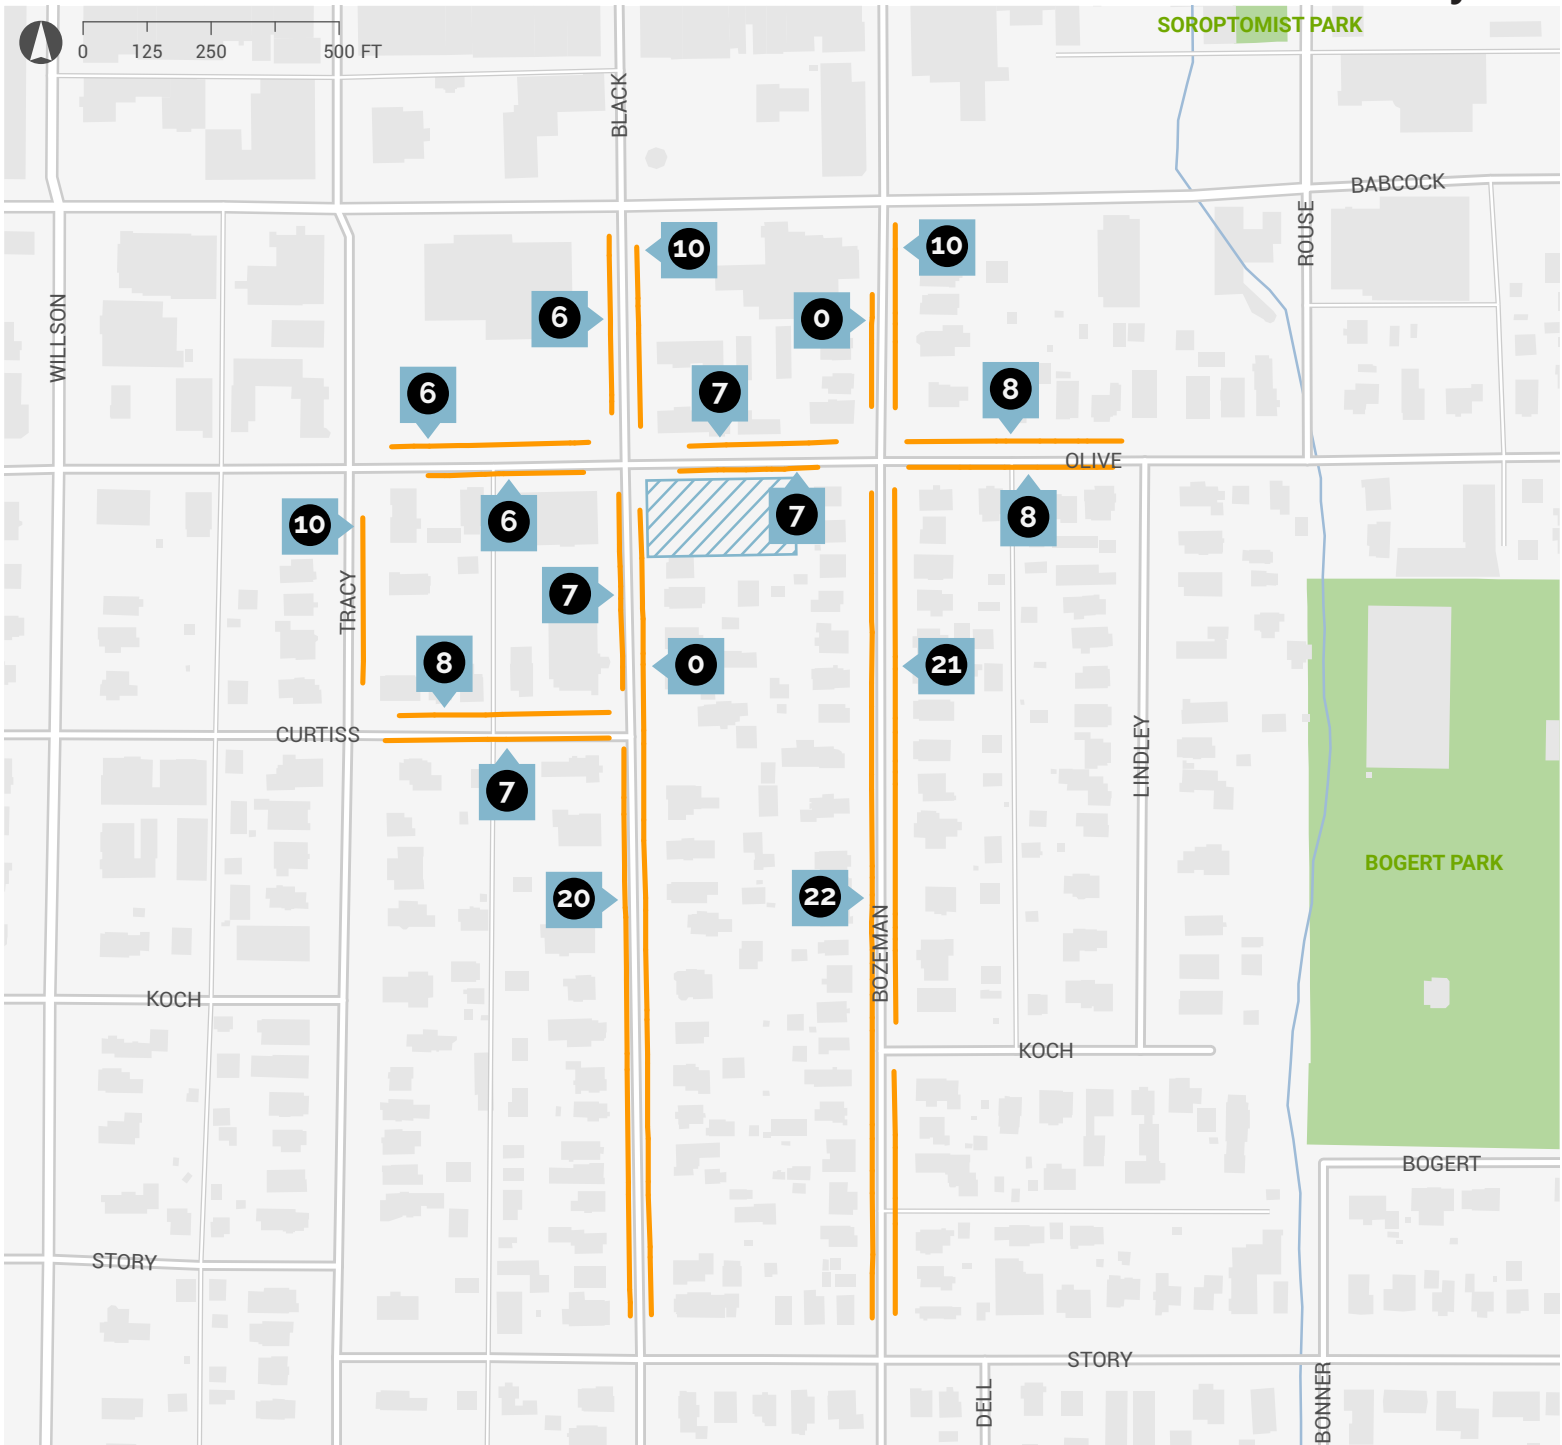 SOROPTOMIST PARK
0 125 250 500 FT
BLACK
BABCOCK
ROUSE
WILLSON
10
10
6
0
6
7
8
OLIVE
10
6
7
8
TRACY
7
8
0
21
CURTISS
LINDLEY
7
BOGERT PARK
20
22
BOZEMAN
KOCH
KOCH
BOGERT
STORY
STORY
DELL
BONNER